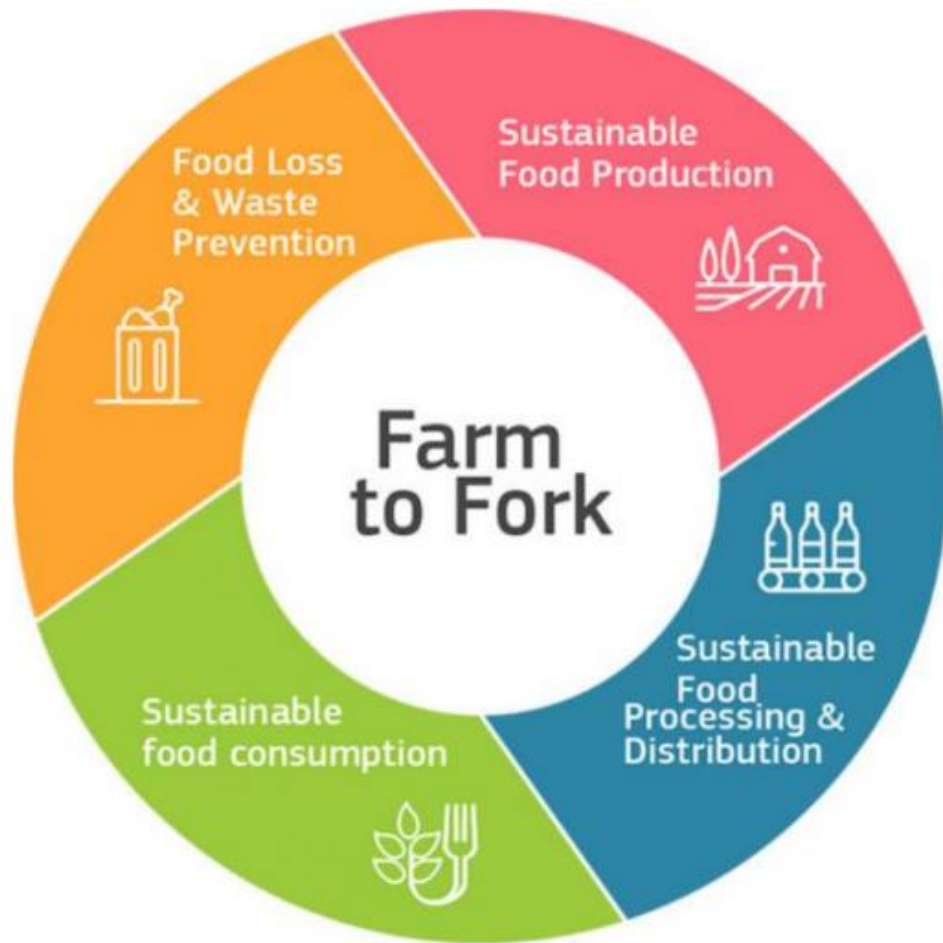 Sustainable
Food Production
Food Loss
& Waste
Prevention
Farm
to Fork
Sustainable
Food
Processing &
Distribution
Sustainable
food consumption